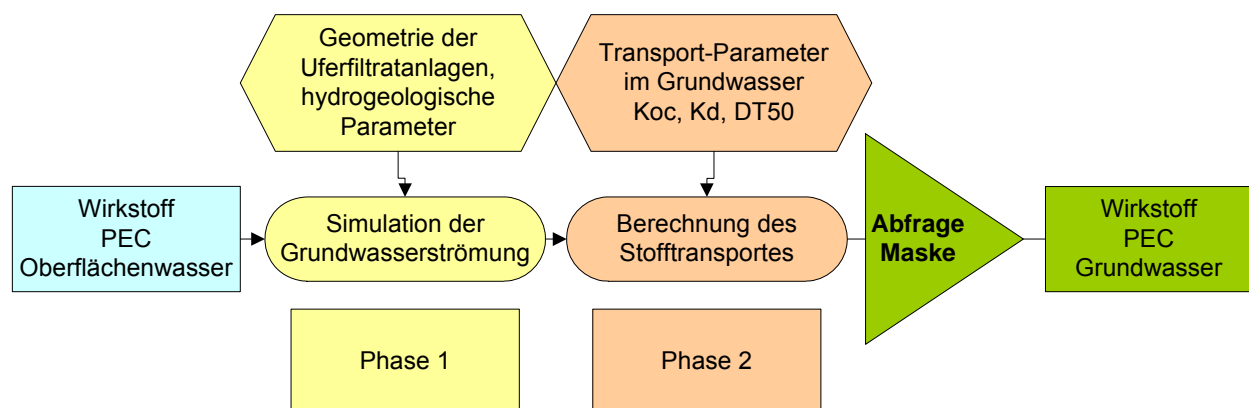 Geometrie der
Uferfiltratanlagen,
hydrogeologische
Parameter
Transport-Parameter
im Grundwasser
Koc, Kd, DT50
Wirkstoff
PEC
Oberflächenwasser
Simulation der
Grundwasserströmung
Berechnung des
Stofftransportes
Abfrage
Maske
Wirkstoff
PEC
Grundwasser
Phase 1
Phase 2